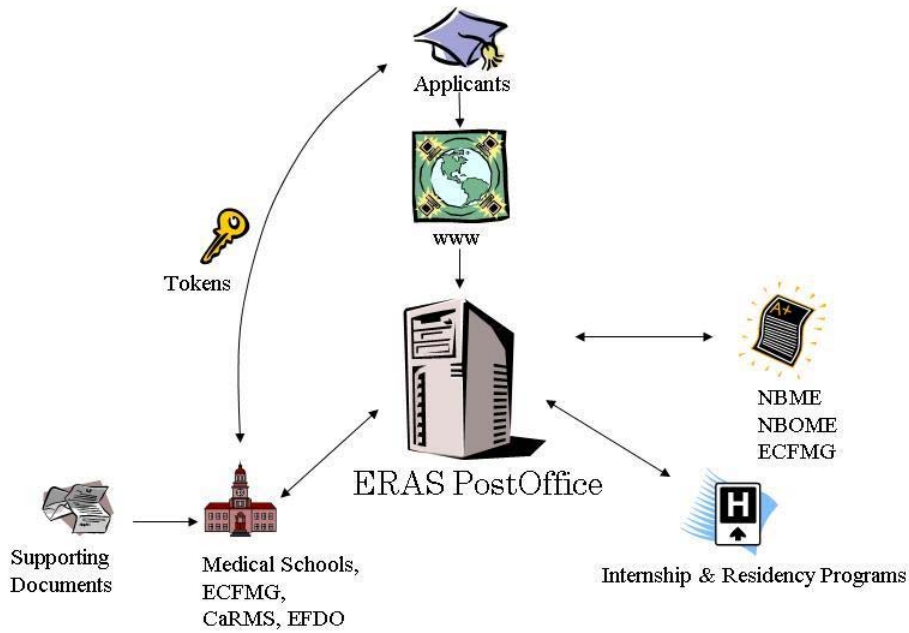 Applicants
www
Tokens
A+
NBME
NBOME
ECFMG
ERAS PostOffice
H
Supporting
Documents
Medical Schools,
ECFMG,
CaRMS, EFDO
Internship & Residency Programs